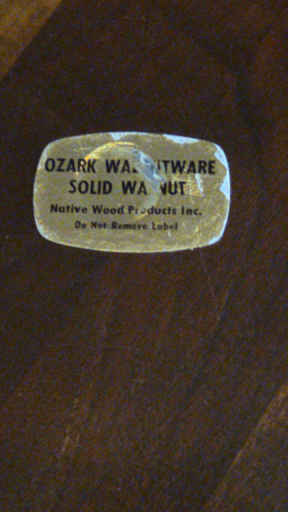 OZARK WALNUTWARE
SOLID WALNUT
Native Wood Products Inc.
Do Not Remove Label